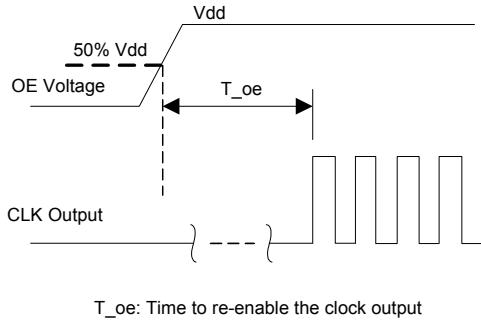 Vdd
50% Vdd
OE Voltage
T_oe
CLK Output
T_oe: Time to re-enable the clock output